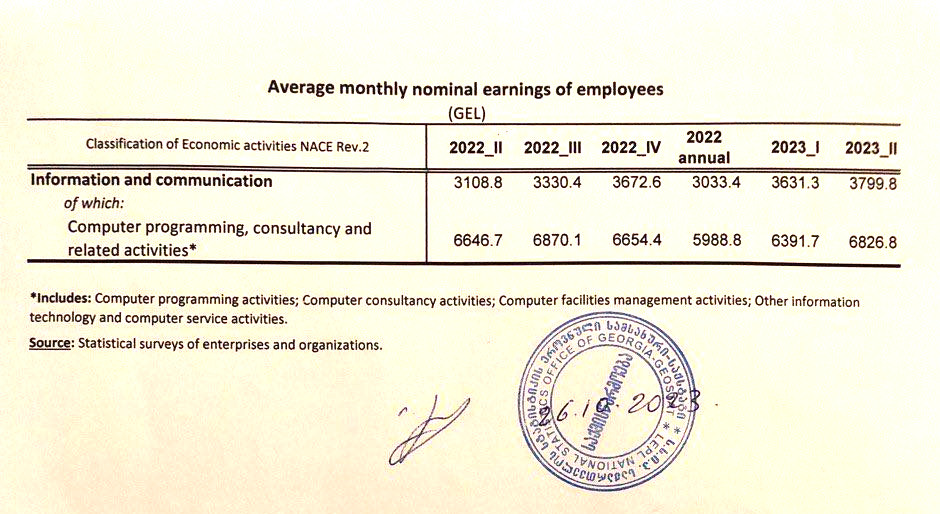 Average monthly nominal earnings of employees
(GEL)
Classification of Economic activities NACE Rev.2 2022_II 2022_III 2022_IV 2022 annual 2023_I 2023_II
Information and communication 3108.8 3330.4 3672.6 3033.4 3631.3 3799.8
of which:
Computer programming, consultancy and
related activities* 6646.7 6870.1 6654.4 5988.8 6391.7 6826.8
*Includes: Computer programming activities; Computer consultancy activities; Computer facilities management activities; Other information
technology and computer service activities.
Source: Statistical surveys of enterprises and organizations.
სტატისტიკის ეროვნული სამსახური-საქსტატი
LEPL NATIONAL STATISTICS OFFICE OF GEORGIA-GEOSTAT
26.10.2023